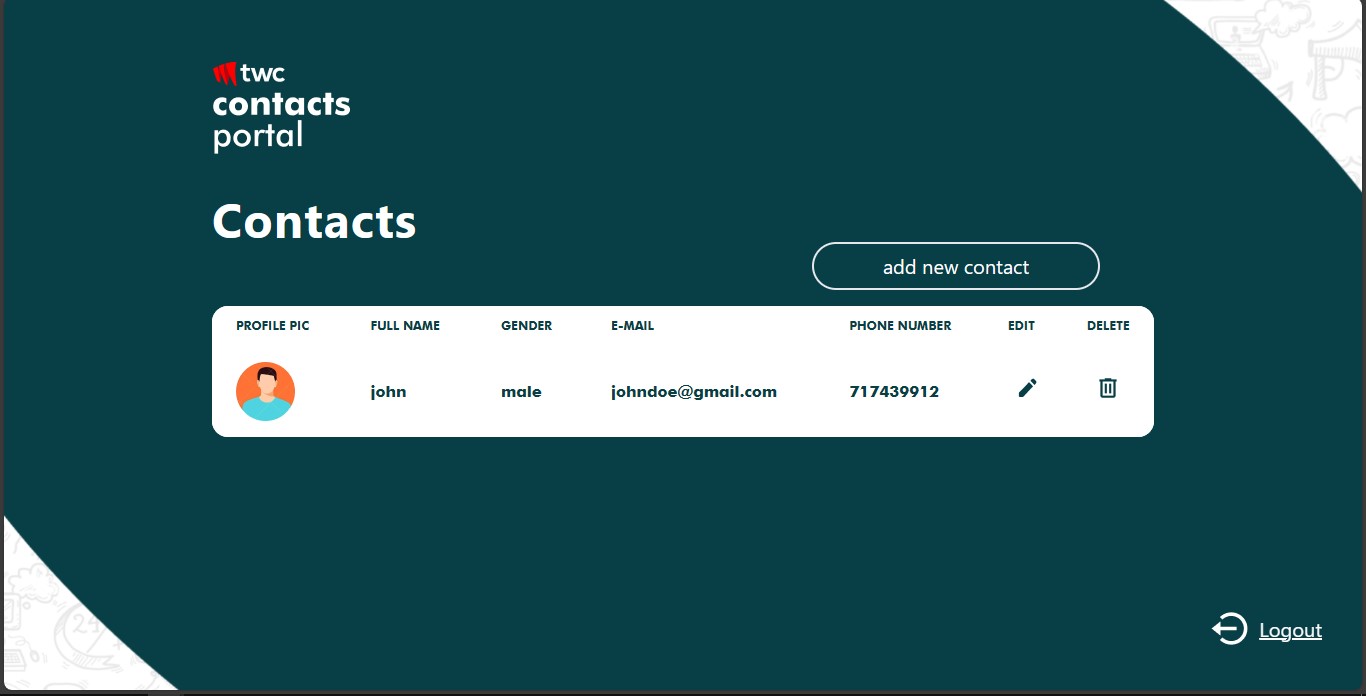 twc
contacts
portal
Contacts
add new contact
PROFILE PIC FULL NAME GENDER E-MAIL PHONE NUMBER EDIT DELETE
john male johndoe@gmail.com 717439912
24
Logout